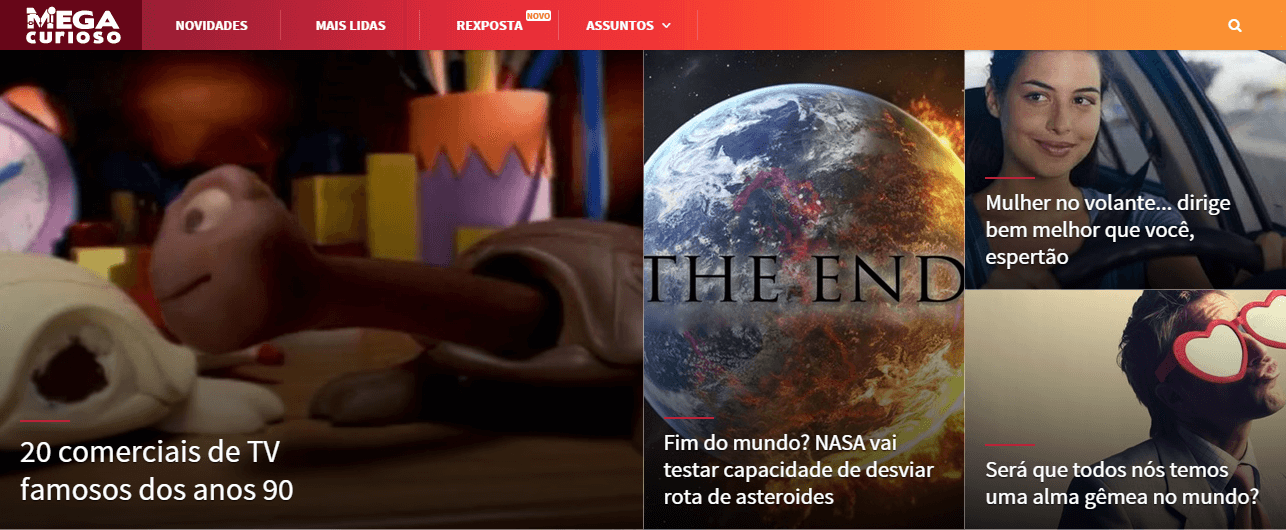 MEGA
CURIOSO
NOVIDADES
MAIS LIDAS
REXPOSTA
NOVO
ASSUNTOS
20 comerciais de TV
famosos dos anos 90
THE END
Fim do mundo? NASA vai
testar capacidade de desviar
rota de asteroides
Mulher no volante... dirige
bem melhor que você,
espertão
Será que todos nós temos
uma alma gêmea no mundo?